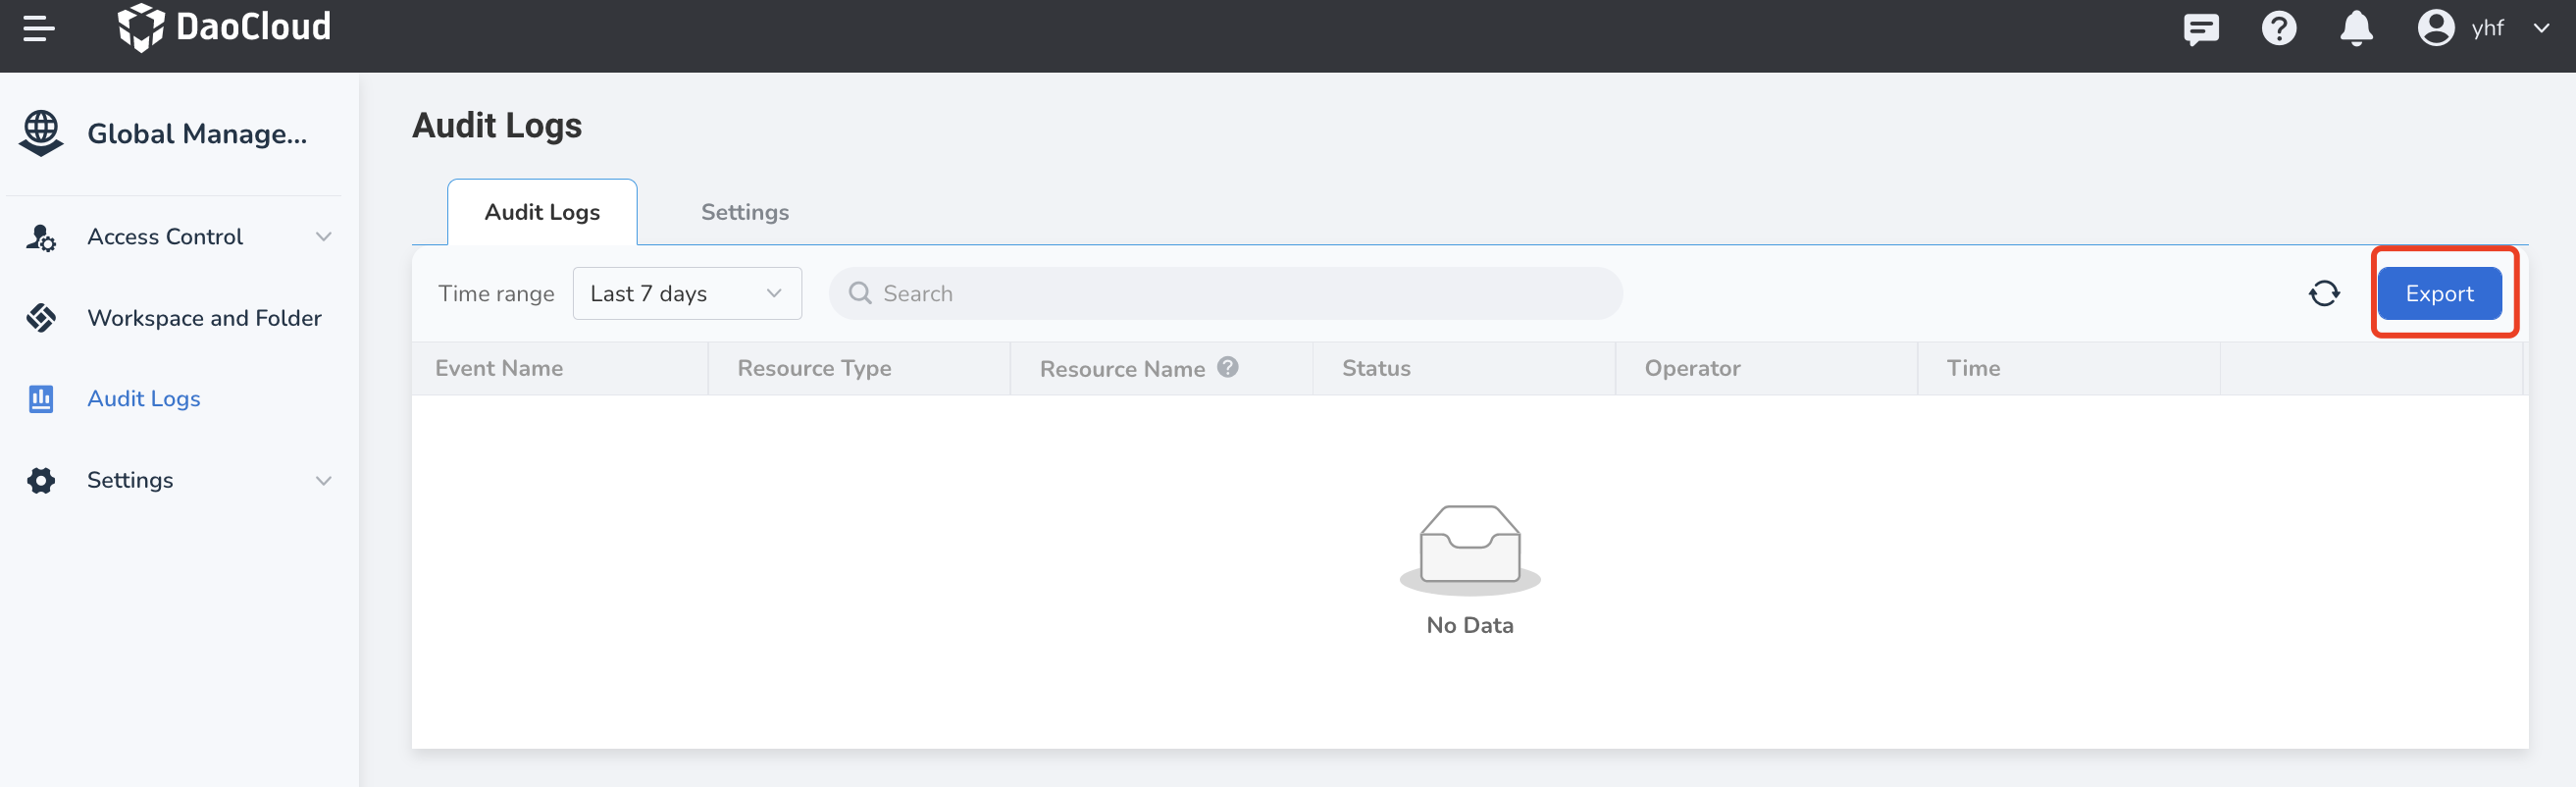 DaoCloud
yhf
Global Manage...
Access Control
Workspace and Folder
Audit Logs
Settings
Audit Logs
Audit Logs
Settings
Time range
Last 7 days
Search
Export
Event Name
Resource Type
Resource Name
Status
Operator
Time
No Data